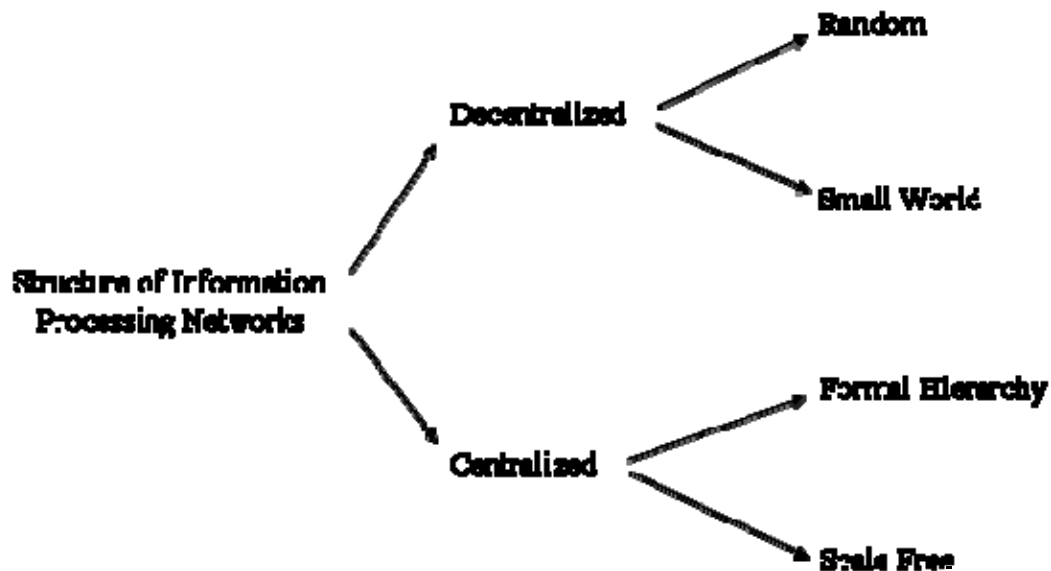 Random
Decentralized
Small World
Structure of Information
Processing Networks
Formal Hierarchy
Centralized
Scale Free